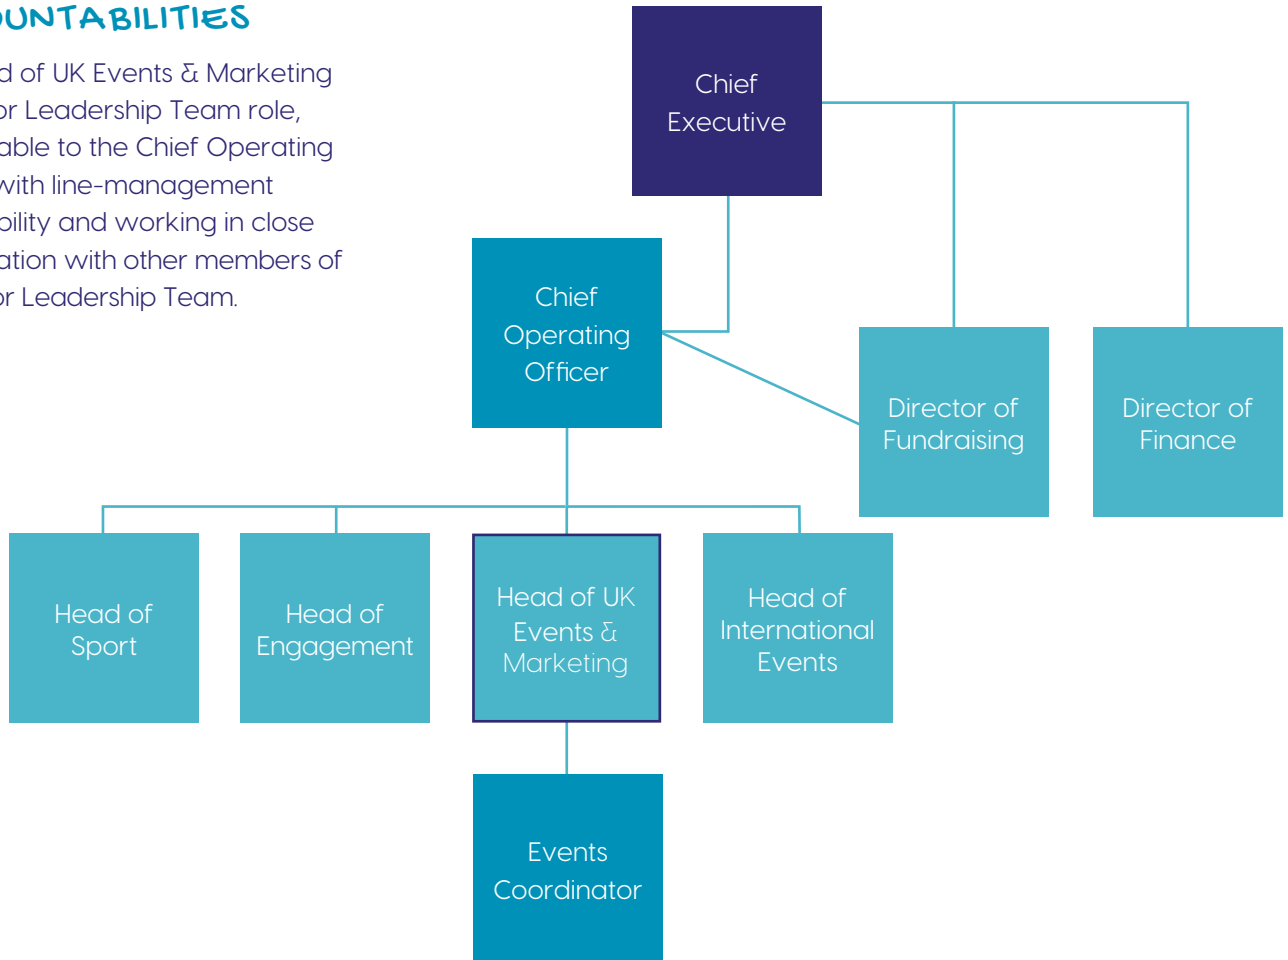 OUNTABILITIES
d of UK Events & Marketing
or Leadership Team role,
able to the Chief Operating
with line-management
bility and working in close
ation with other members of
or Leadership Team.
Chief
Executive
Chief
Operating
Officer
Director of
Fundraising
Director of
Finance
Head of
Sport
Head of
Engagement
Head of UK
Events &
Marketing
Head of
International
Events
Events
Coordinator